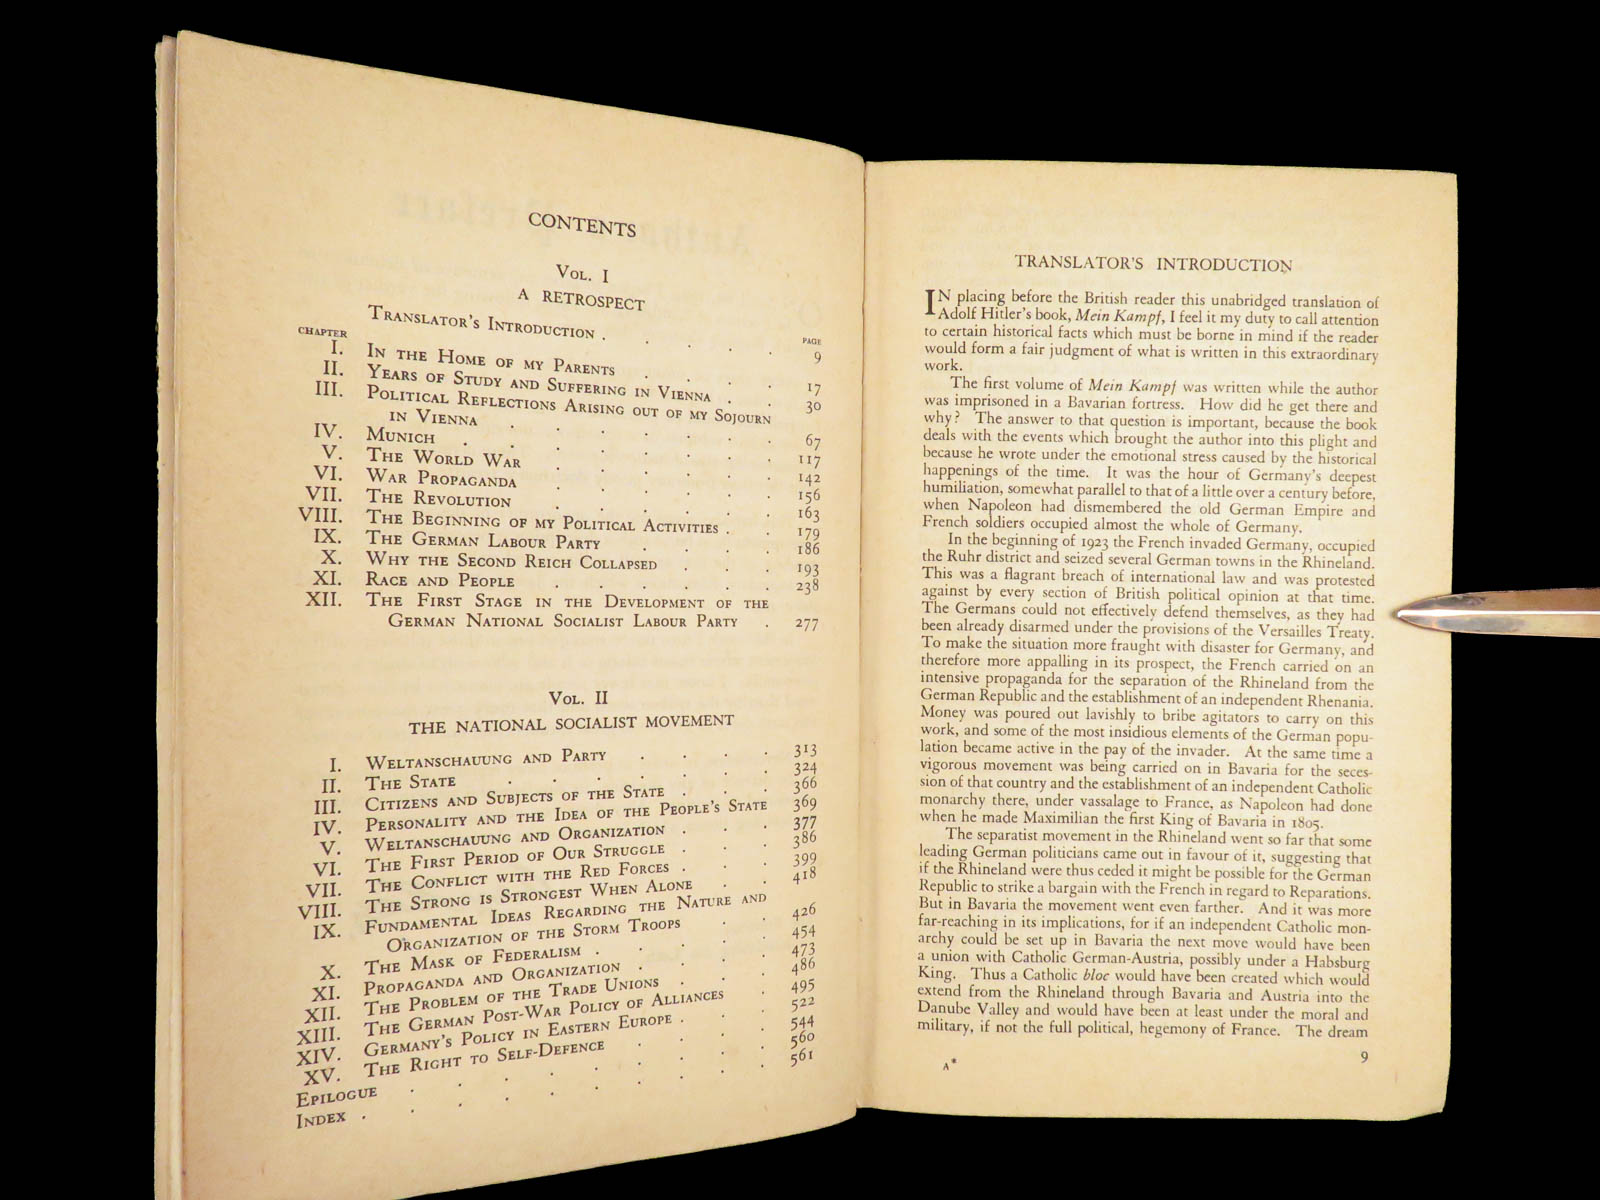 CONTENTS
VOL. I
A RETROSPECT
CHAPTER PAGE
TRANSLATOR'S INTRODUCTION . . . . . 9
I. IN THE HOME OF MY PARENTS . . . . 17
II. YEARS OF STUDY AND SUFFERING IN VIENNA . . 30
III. POLITICAL REFLECTIONS ARISING OUT OF MY SOJOURN
IN VIENNA . . . . . . . 67
IV. MUNICH . . . . . . . 117
V. THE WORLD WAR . . . . . . 142
VI. WAR PROPAGANDA . . . . . . 156
VII. THE REVOLUTION . . . . . . 163
VIII. THE BEGINNING OF MY POLITICAL ACTIVITIES . . 179
IX. THE GERMAN LABOUR PARTY . . . . 186
X. WHY THE SECOND REICH COLLAPSED . . . 193
XI. RACE AND PEOPLE . . . . . . 238
XII. THE FIRST STAGE IN THE DEVELOPMENT OF THE
GERMAN NATIONAL SOCIALIST LABOUR PARTY . 277
VOL. II
THE NATIONAL SOCIALIST MOVEMENT
I. WELTANSCHAUUNG AND PARTY . . . . 313
II. THE STATE . . . . . . . 324
III. CITIZENS AND SUBJECTS OF THE STATE . . . 366
IV. PERSONALITY AND THE IDEA OF THE PEOPLE'S STATE 369
V. WELTANSCHAUUNG AND ORGANIZATION . . . 377
VI. THE FIRST PERIOD OF OUR STRUGGLE . . . 386
VII. THE CONFLICT WITH THE RED FORCES . . . 399
VIII. THE STRONG IS STRONGEST WHEN ALONE . . 418
IX. FUNDAMENTAL IDEAS REGARDING THE NATURE AND
ORGANIZATION OF THE STORM TROOPS . . 426
X. THE MASK OF FEDERALISM . . . . . 454
XI. PROPAGANDA AND ORGANIZATION . . . . 473
XII. THE PROBLEM OF THE TRADE UNIONS . . . 486
XIII. THE GERMAN POST-WAR POLICY OF ALLIANCES . 495
XIV. GERMANY'S POLICY IN EASTERN EUROPE . . . 522
XV. THE RIGHT TO SELF-DEFENCE . . . . 544
EPILOGUE . . . . . . . . 560
INDEX . . . . . . . . . 561
TRANSLATOR'S INTRODUCTION
IN placing before the British reader this unabridged translation of
Adolf Hitler's book, Mein Kampf, I feel it my duty to call attention
to certain historical facts which must be borne in mind if the reader
would form a fair judgment of what is written in this extraordinary
work.
The first volume of Mein Kampf was written while the author
was imprisoned in a Bavarian fortress. How did he get there and
why? The answer to that question is important, because the book
deals with the events which brought the author into this plight and
because he wrote under the emotional stress caused by the historical
happenings of the time. It was the hour of Germany's deepest
humiliation, somewhat parallel to that of a little over a century before,
when Napoleon had dismembered the old German Empire and
French soldiers occupied almost the whole of Germany.
In the beginning of 1923 the French invaded Germany, occupied
the Ruhr district and seized several German towns in the Rhineland.
This was a flagrant breach of international law and was protested
against by every section of British political opinion at that time.
The Germans could not effectively defend themselves, as they had
been already disarmed under the provisions of the Versailles Treaty.
To make the situation more fraught with disaster for Germany, and
therefore more appalling in its prospect, the French carried on an
intensive propaganda for the separation of the Rhineland from the
German Republic and the establishment of an independent Rhenania.
Money was poured out lavishly to bribe agitators to carry on this
work, and some of the most insidious elements of the German popu-
lation became active in the pay of the invader. At the same time a
vigorous movement was being carried on in Bavaria for the seces-
sion of that country and the establishment of an independent Catholic
monarchy there, under vassalage to France, as Napoleon had done
when he made Maximilian the first King of Bavaria in 1805.
The separatist movement in the Rhineland went so far that some
leading German politicians came out in favour of it, suggesting that
if the Rhineland were thus ceded it might be possible for the German
Republic to strike a bargain with the French in regard to Reparations.
But in Bavaria the movement went even farther. And it was more
far-reaching in its implications, for if an independent Catholic mon-
archy could be set up in Bavaria the next move would have been
a union with Catholic German-Austria, possibly under a Habsburg
King. Thus a Catholic bloc would have been created which would
extend from the Rhineland through Bavaria and Austria into the
Danube Valley and would have been at least under the moral and
military, if not the full political, hegemony of France. The dream
A* 9